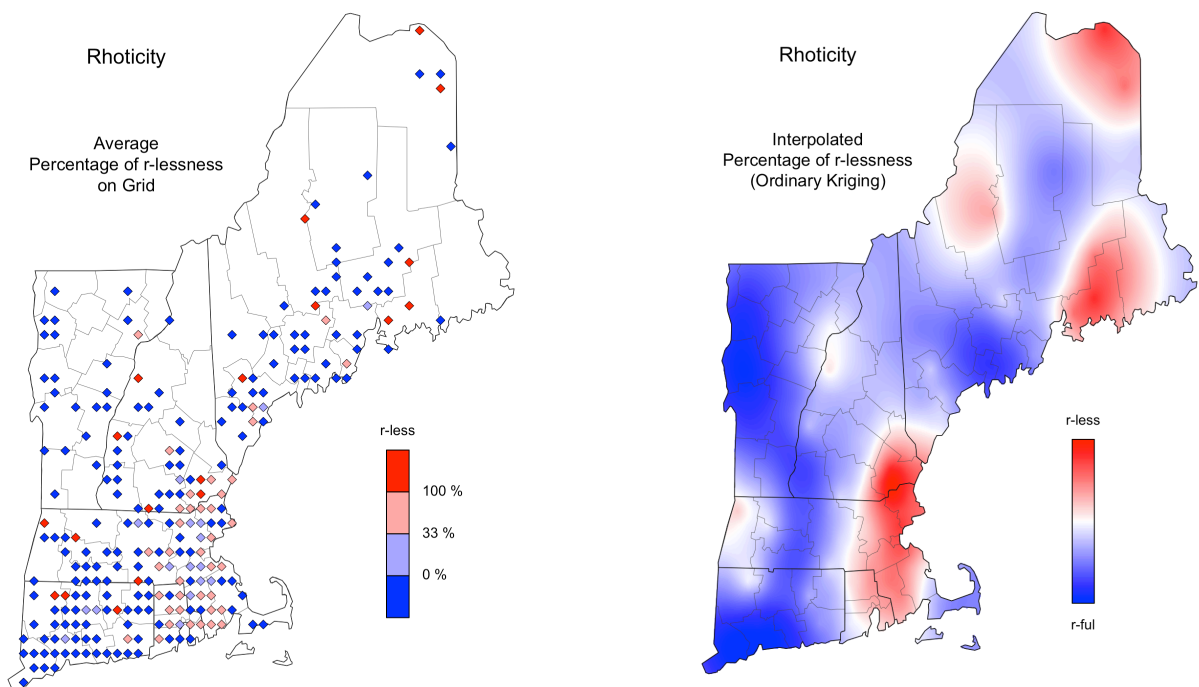 Rhoticity
Average
Percentage of r-lessness
on Grid
r-less
100 %
33 %
0 %
Rhoticity
Interpolated
Percentage of r-lessness
(Ordinary Kriging)
r-less
r-ful